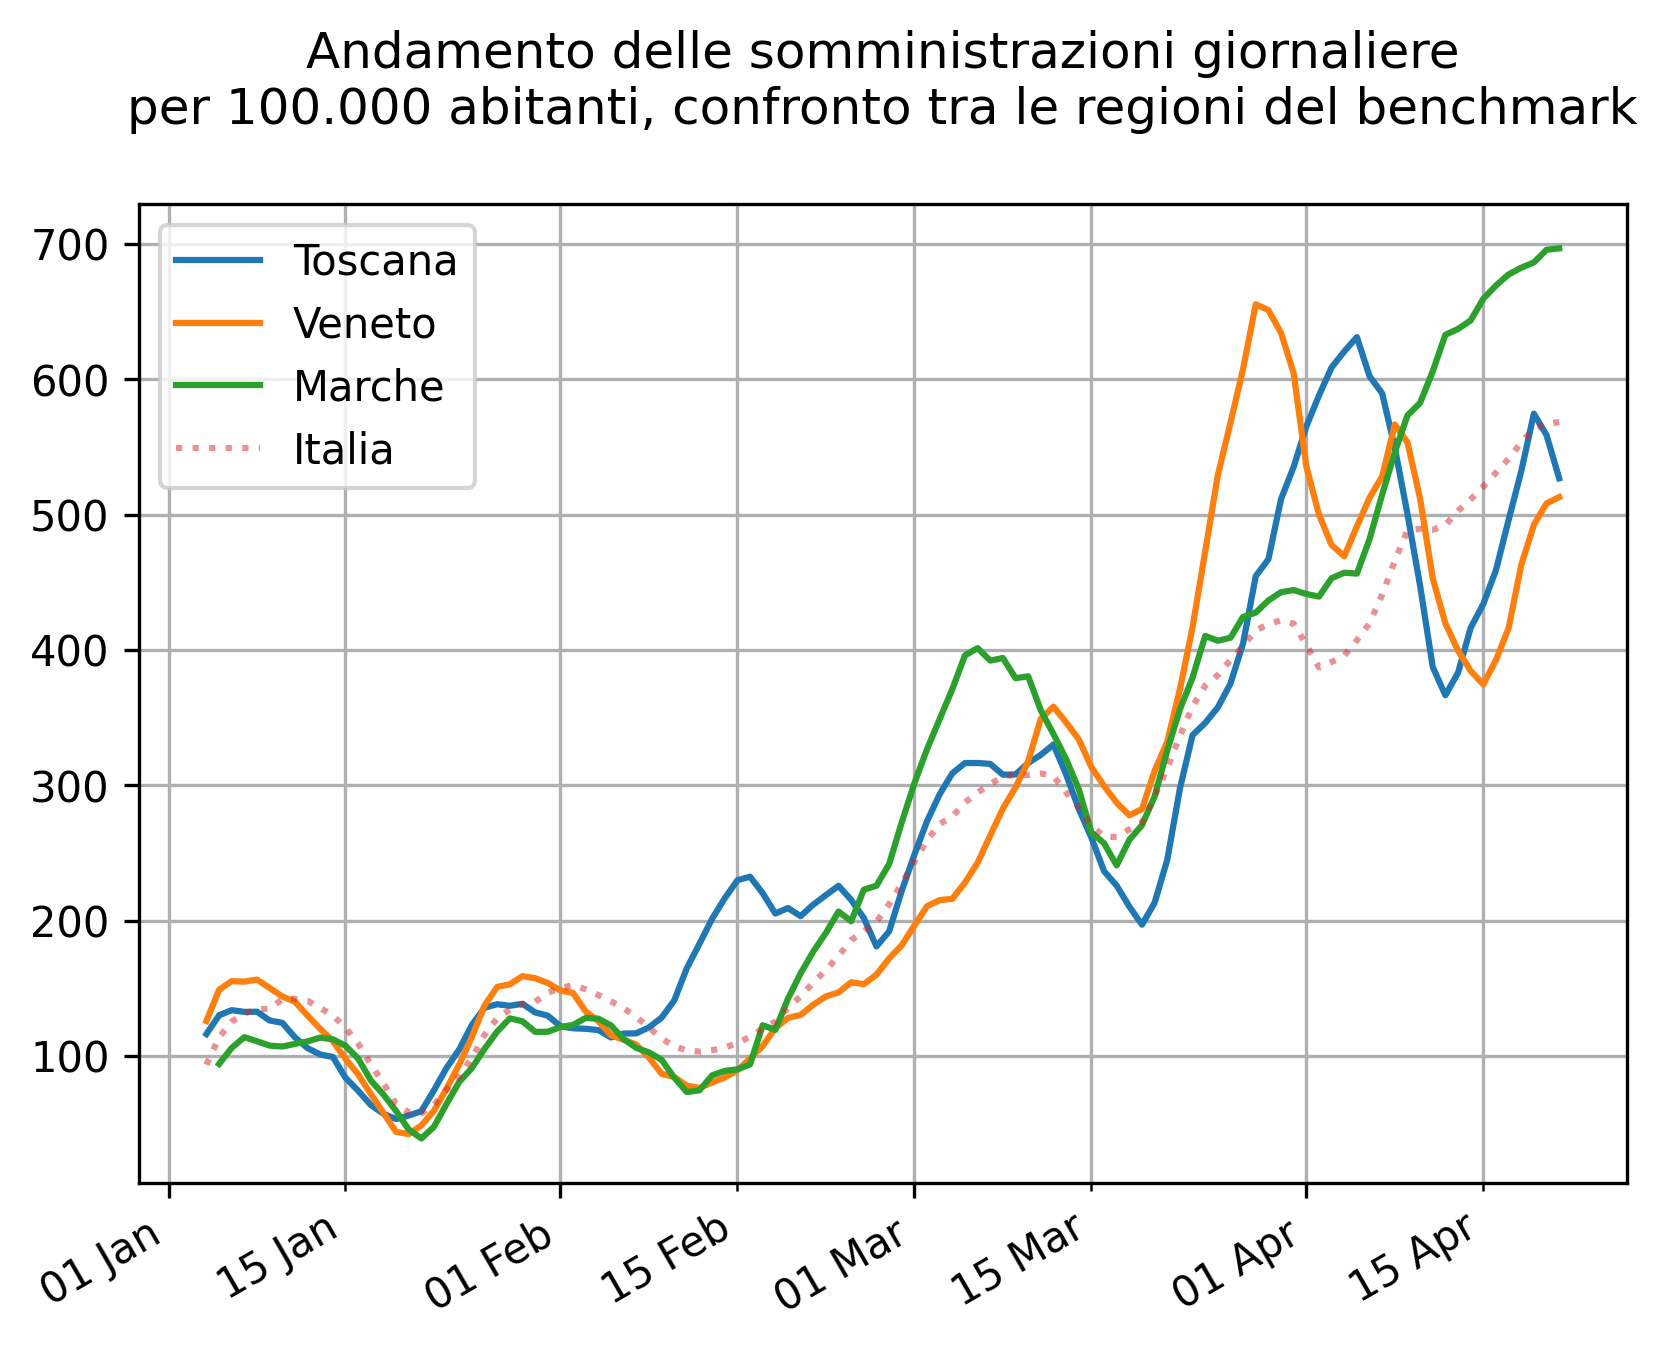 Andamento delle somministrazioni giornaliere
per 100.000 abitanti, confronto tra le regioni del benchmark
700
600
500
400
300
200
100
Toscana
Veneto
Marche
Italia
01 Jan
15 Jan
01 Feb
15 Feb
01 Mar
15 Mar
01 Apr
15 Apr